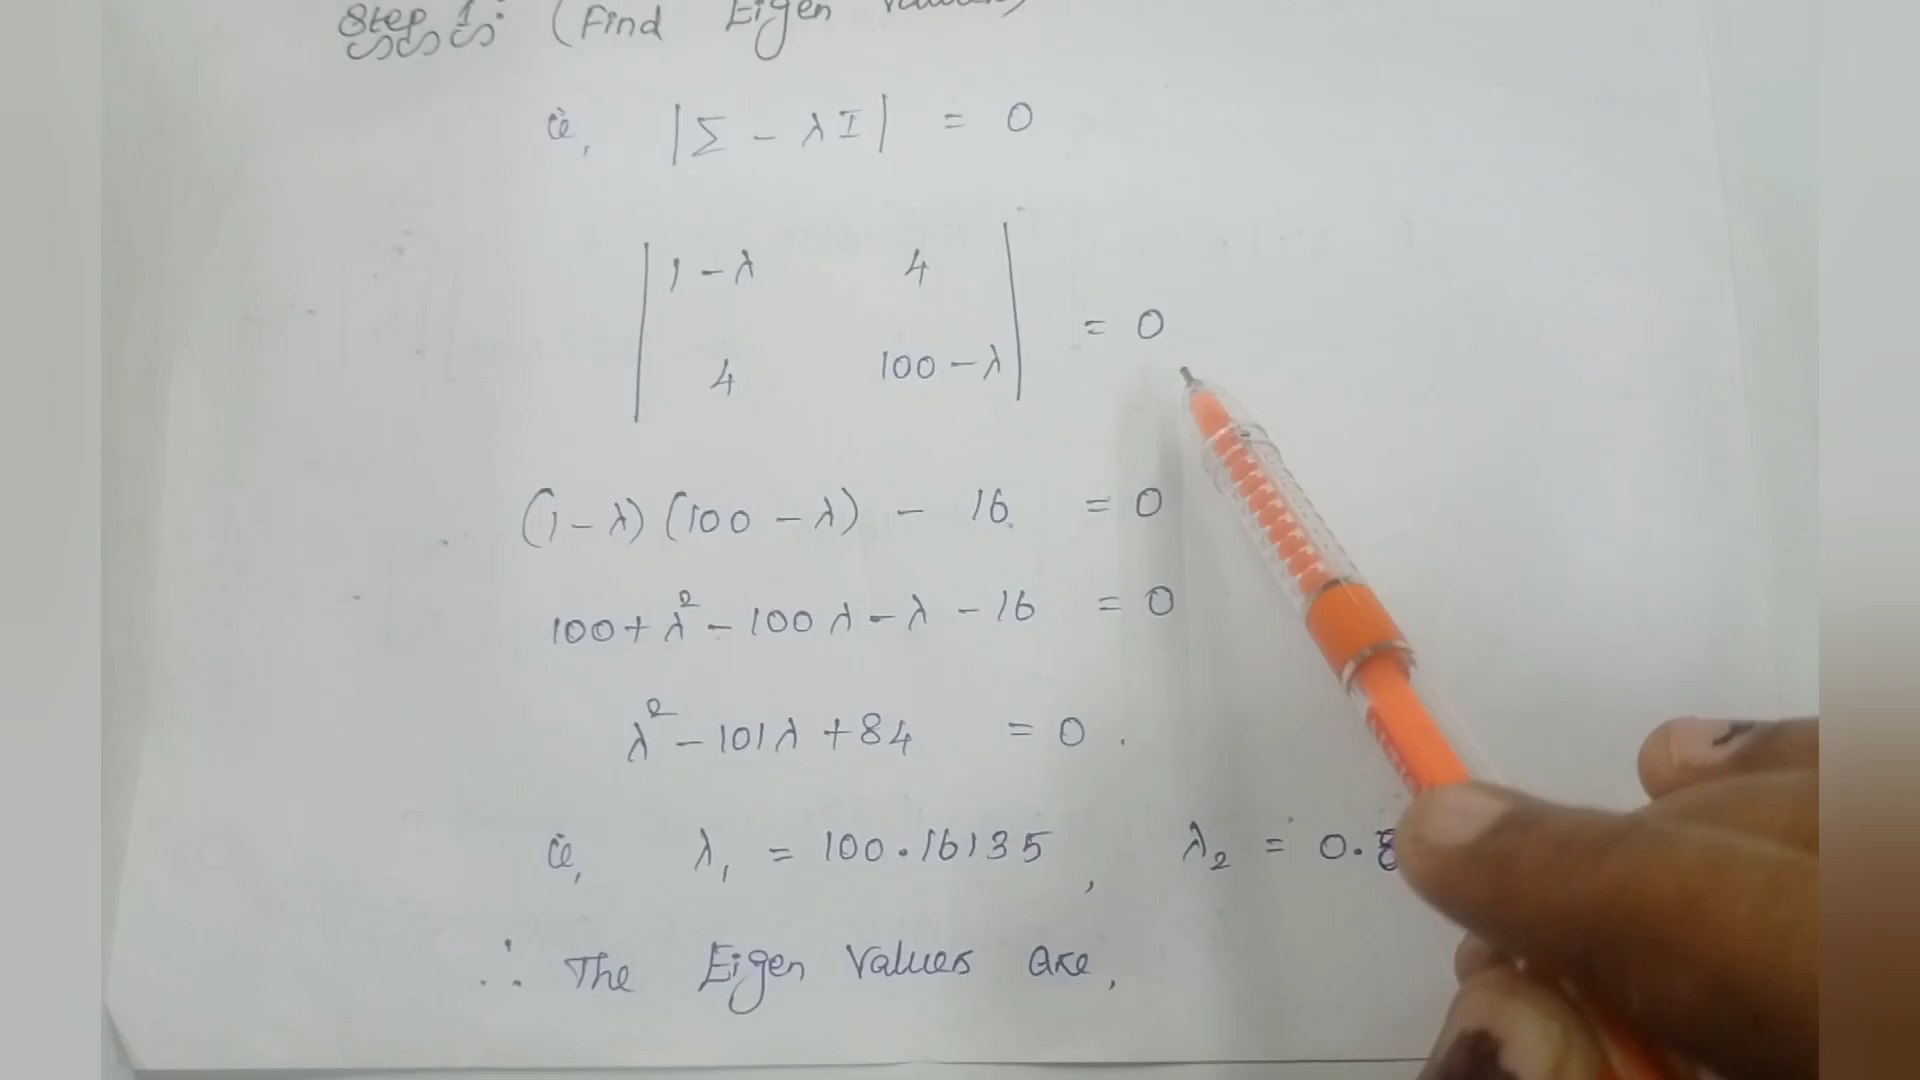 Step 1: (Find Eigen Values)
ie, |Σ - λI| = 0
|1-λ 4|
|4 100-λ| = 0
(1-λ)(100-λ) - 16 = 0
100+λ²-100λ-λ-16 = 0
λ²-101λ+84 = 0.
ie, λ₁ = 100.16135, λ₂ = 0.8
∴ The Eigen Values are,